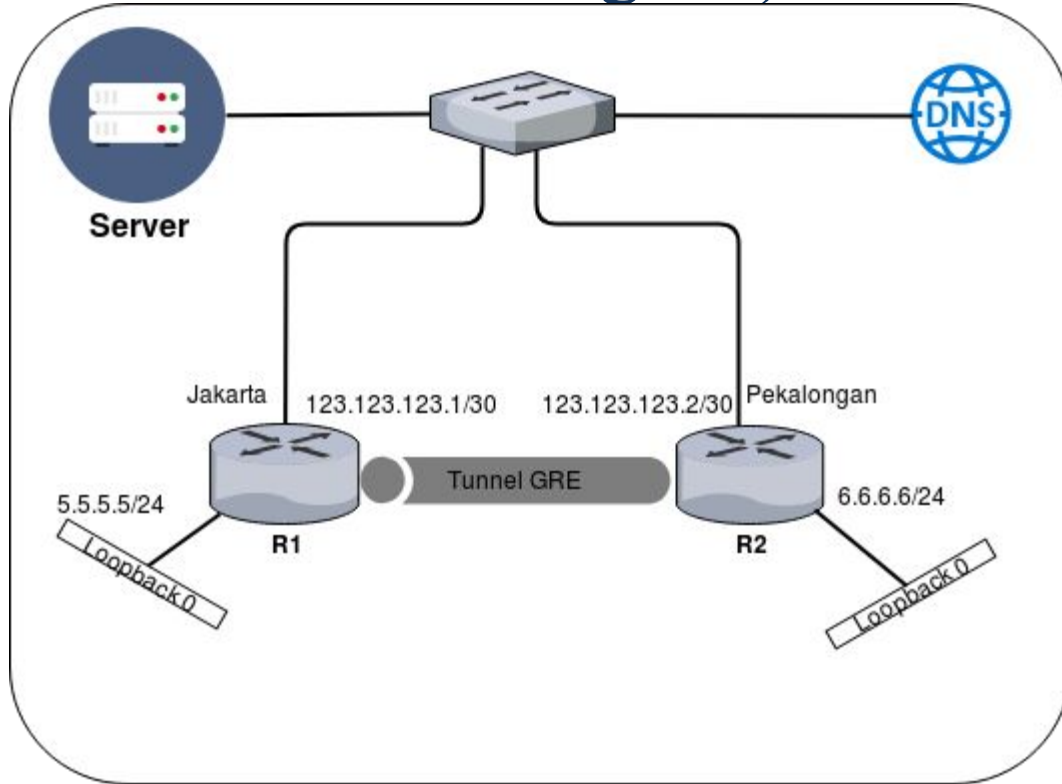 DNS
Server
Jakarta
123.123.123.1/30
123.123.123.2/30
Pekalongan
Tunnel GRE
5.5.5.5/24
6.6.6.6/24
R1
R2
Loopback 0
Loopback 0